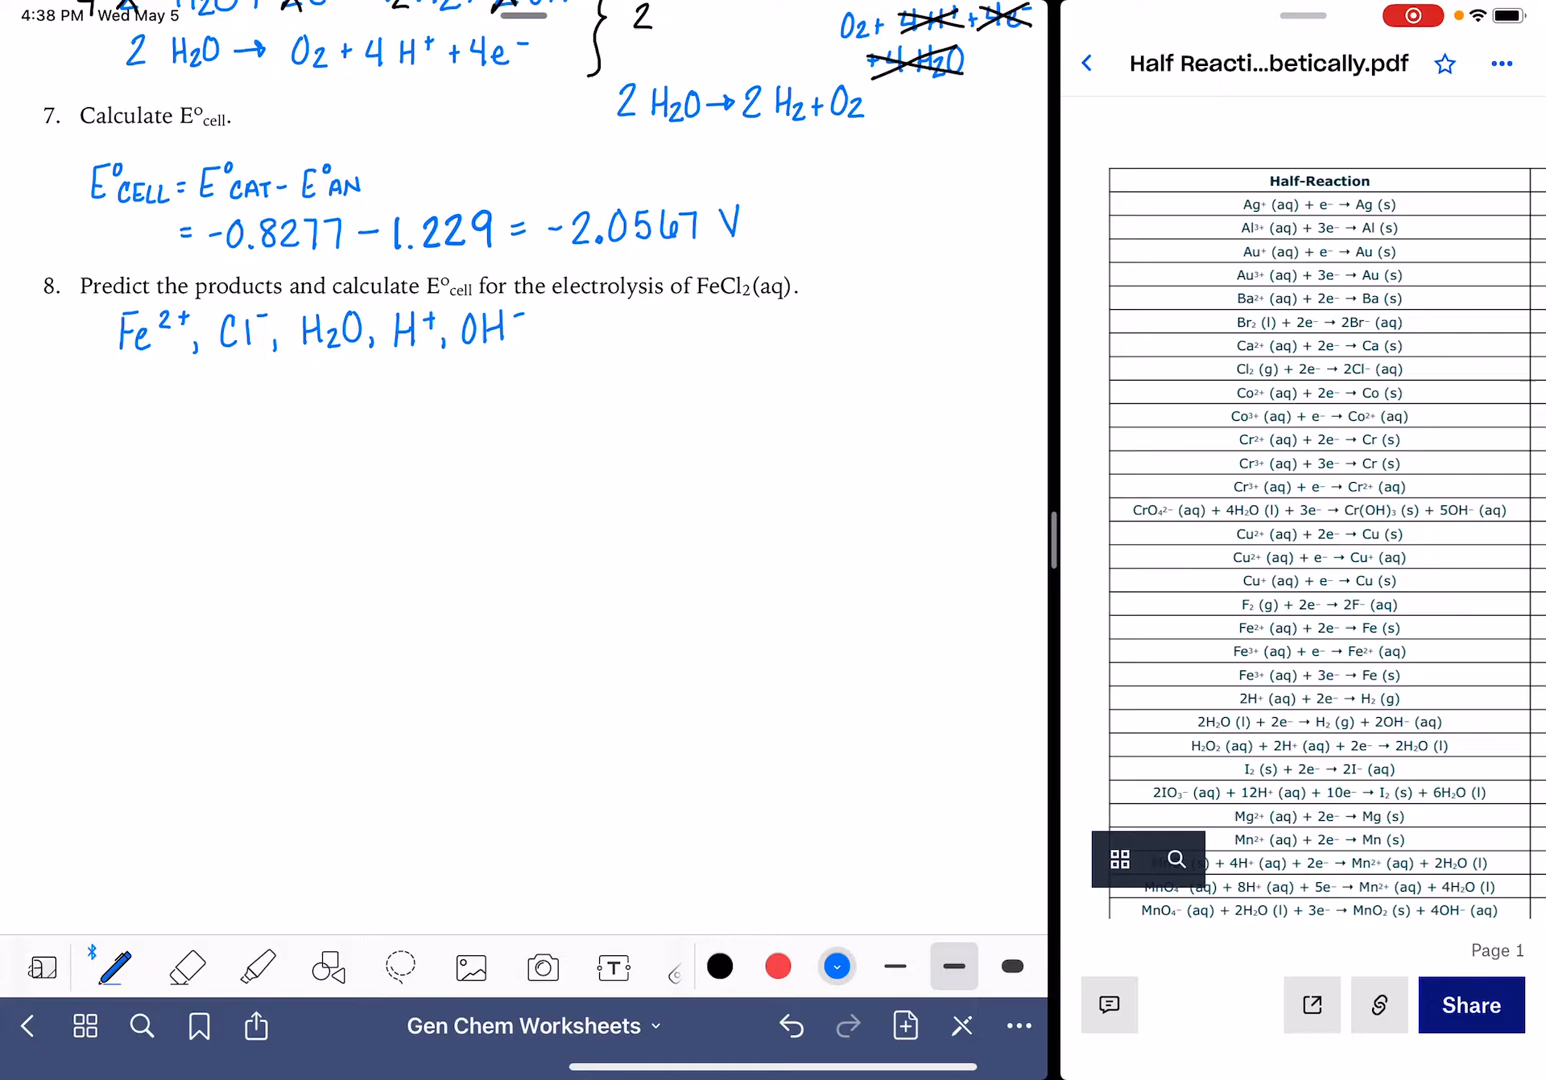 4:38 PM Wed May 5
2 H₂O → O₂ + 4 H⁺ + 4e⁻
2
O₂ + 4 H⁺ + 4e⁻
+ 4 H₂O
2 H₂O → 2 H₂ + O₂
7. Calculate E°cell.
E°CELL = E°CAT - E°AN
= -0.8277 - 1.229 = -2.0567 V
8. Predict the products and calculate E°cell for the electrolysis of FeCl₂(aq).
Fe²⁺, Cl⁻, H₂O, H⁺, OH⁻
T
Gen Chem Worksheets
Half Reacti...betically.pdf
Half-Reaction
Ag⁺ (aq) + e⁻ → Ag (s)
Al³⁺ (aq) + 3e⁻ → Al (s)
Au⁺ (aq) + e⁻ → Au (s)
Au³⁺ (aq) + 3e⁻ → Au (s)
Ba²⁺ (aq) + 2e⁻ → Ba (s)
Br₂ (l) + 2e⁻ → 2Br⁻ (aq)
Ca²⁺ (aq) + 2e⁻ → Ca (s)
Cl₂ (g) + 2e⁻ → 2Cl⁻ (aq)
Co²⁺ (aq) + 2e⁻ → Co (s)
Co³⁺ (aq) + e⁻ → Co²⁺ (aq)
Cr²⁺ (aq) + 2e⁻ → Cr (s)
Cr³⁺ (aq) + 3e⁻ → Cr (s)
Cr³⁺ (aq) + e⁻ → Cr²⁺ (aq)
CrO₄²⁻ (aq) + 4H₂O (l) + 3e⁻ → Cr(OH)₃ (s) + 5OH⁻ (aq)
Cu²⁺ (aq) + 2e⁻ → Cu (s)
Cu²⁺ (aq) + e⁻ → Cu⁺ (aq)
Cu⁺ (aq) + e⁻ → Cu (s)
F₂ (g) + 2e⁻ → 2F⁻ (aq)
Fe²⁺ (aq) + 2e⁻ → Fe (s)
Fe³⁺ (aq) + e⁻ → Fe²⁺ (aq)
Fe³⁺ (aq) + 3e⁻ → Fe (s)
2H⁺ (aq) + 2e⁻ → H₂ (g)
2H₂O (l) + 2e⁻ → H₂ (g) + 2OH⁻ (aq)
H₂O₂ (aq) + 2H⁺ (aq) + 2e⁻ → 2H₂O (l)
I₂ (s) + 2e⁻ → 2I⁻ (aq)
2IO₃⁻ (aq) + 12H⁺ (aq) + 10e⁻ → I₂ (s) + 6H₂O (l)
Mg²⁺ (aq) + 2e⁻ → Mg (s)
Mn²⁺ (aq) + 2e⁻ → Mn (s)
(s) + 4H⁺ (aq) + 2e⁻ → Mn²⁺ (aq) + 2H₂O (l)
MnO₄⁻ (aq) + 8H⁺ (aq) + 5e⁻ → Mn²⁺ (aq) + 4H₂O (l)
MnO₄⁻ (aq) + 2H₂O (l) + 3e⁻ → MnO₂ (s) + 4OH⁻ (aq)
Page 1
Share